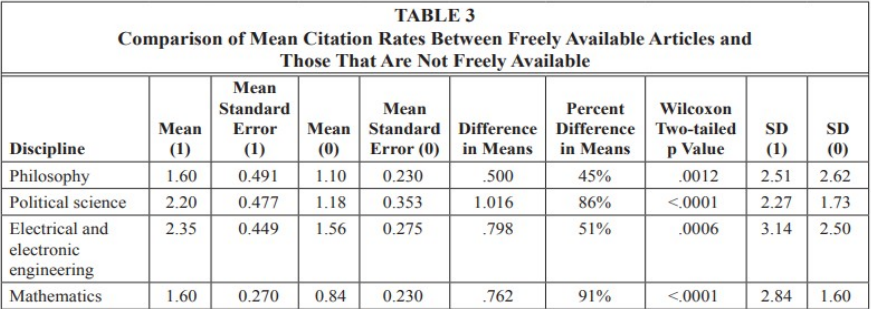 TABLE 3
Comparison of Mean Citation Rates Between Freely Available Articles and
Those That Are Not Freely Available
Discipline Mean (1) Mean Standard Error (1) Mean (0) Mean Standard Error (0) Difference in Means Percent Difference in Means Wilcoxon Two-tailed p Value SD (1) SD (0)
Philosophy 1.60 0.491 1.10 0.230 .500 45% .0012 2.51 2.62
Political science 2.20 0.477 1.18 0.353 1.016 86% <.0001 2.27 1.73
Electrical and electronic engineering 2.35 0.449 1.56 0.275 .798 51% .0006 3.14 2.50
Mathematics 1.60 0.270 0.84 0.230 .762 91% <.0001 2.84 1.60